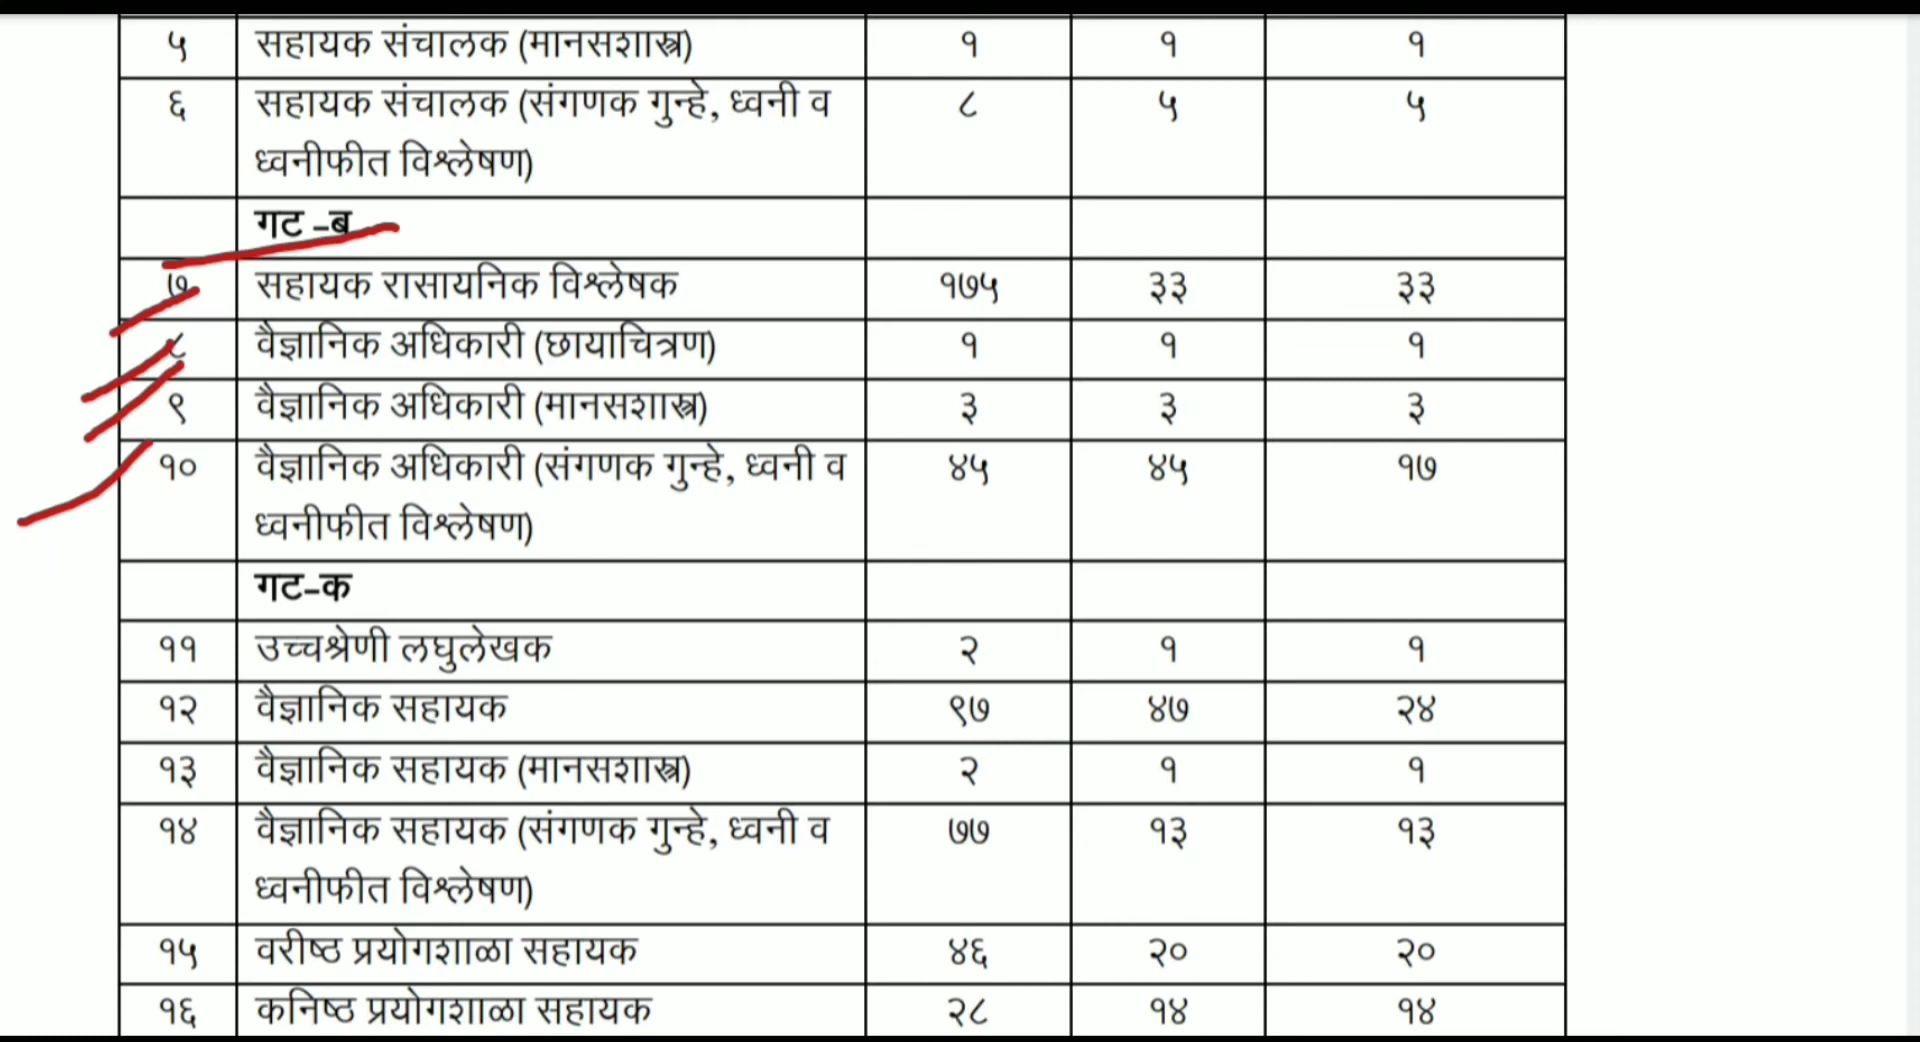 ५ सहायक संचालक (मानसशास्त्र) १ १ १
६ सहायक संचालक (संगणक गुन्हे, ध्वनी व ८ ५ ५
ध्वनीफीत विश्लेषण)
गट -ब
७ सहायक रासायनिक विश्लेषक १७५ ३३ ३३
८ वैज्ञानिक अधिकारी (छायाचित्रण) १ १ १
९ वैज्ञानिक अधिकारी (मानसशास्त्र) ३ ३ ३
१० वैज्ञानिक अधिकारी (संगणक गुन्हे, ध्वनी व ४५ ४५ १७
ध्वनीफीत विश्लेषण)
गट-क
११ उच्चश्रेणी लघुलेखक २ १ १
१२ वैज्ञानिक सहायक ९७ ४७ २४
१३ वैज्ञानिक सहायक (मानसशास्त्र) २ १ १
१४ वैज्ञानिक सहायक (संगणक गुन्हे, ध्वनी व ७७ १३ १३
ध्वनीफीत विश्लेषण)
१५ वरीष्ठ प्रयोगशाळा सहायक ४६ २० २०
१६ कनिष्ठ प्रयोगशाळा सहायक २८ १४ १४